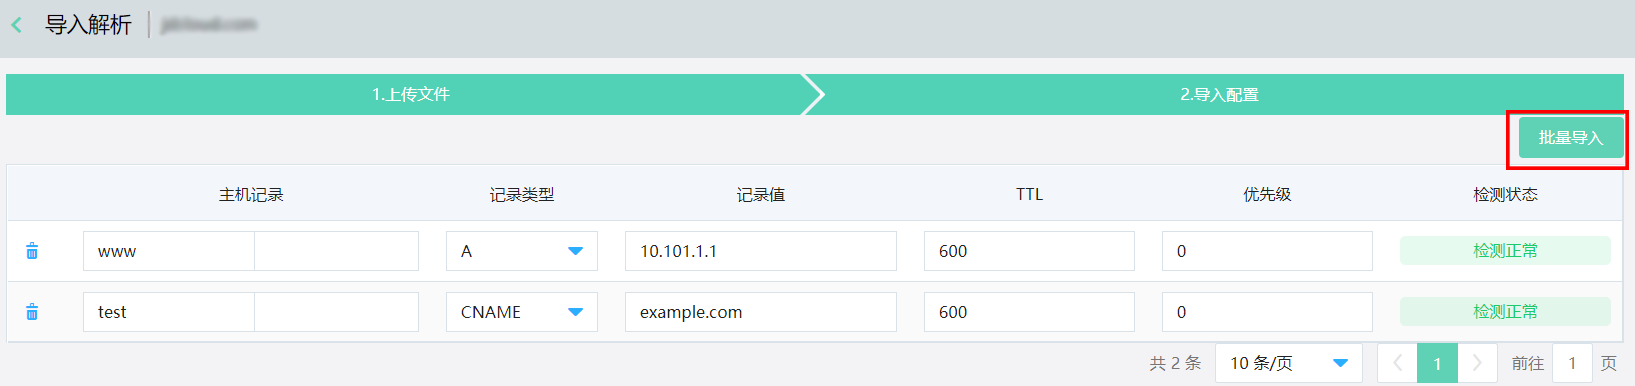 导入解析
1.上传文件 2.导入配置
批量导入
主机记录 记录类型 记录值 TTL 优先级 检测状态
www A 10.101.1.1 600 0 检测正常
test CNAME example.com 600 0 检测正常
共 2 条 10 条/页 1 前往 1 页